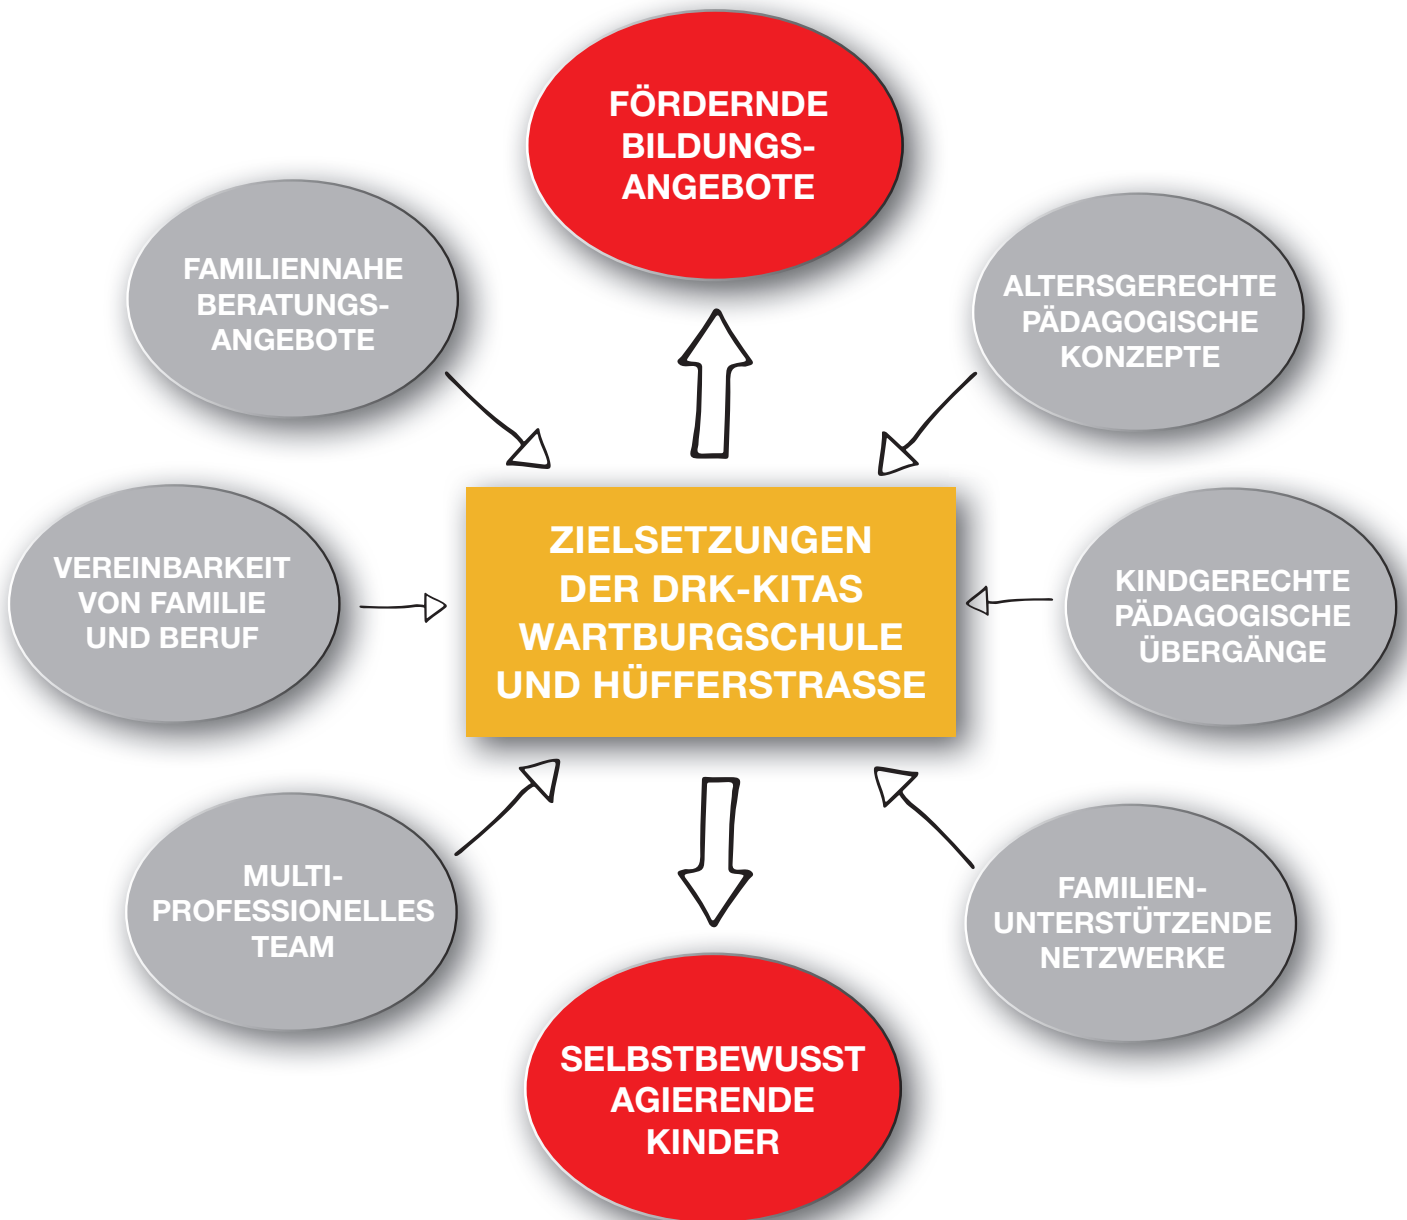 FÖRDERNDE
BILDUNGS-
ANGEBOTE
FAMILIENNAHE
BERATUNGS-
ANGEBOTE
ALTERSGERECHTE
PÄDAGOGISCHE
KONZEPTE
ZIELSETZUNGEN
DER DRK-KITAS
WARTBURGSCHULE
UND HÜFFERSTRASSE
VEREINBARKEIT
VON FAMILIE
UND BERUF
KINDGERECHTE
PÄDAGOGISCHE
ÜBERGÄNGE
MULTI-
PROFESSIONELLES
TEAM
FAMILIEN-
UNTERSTÜTZENDE
NETZWERKE
SELBSTBEWUSST
AGIERENDE
KINDER